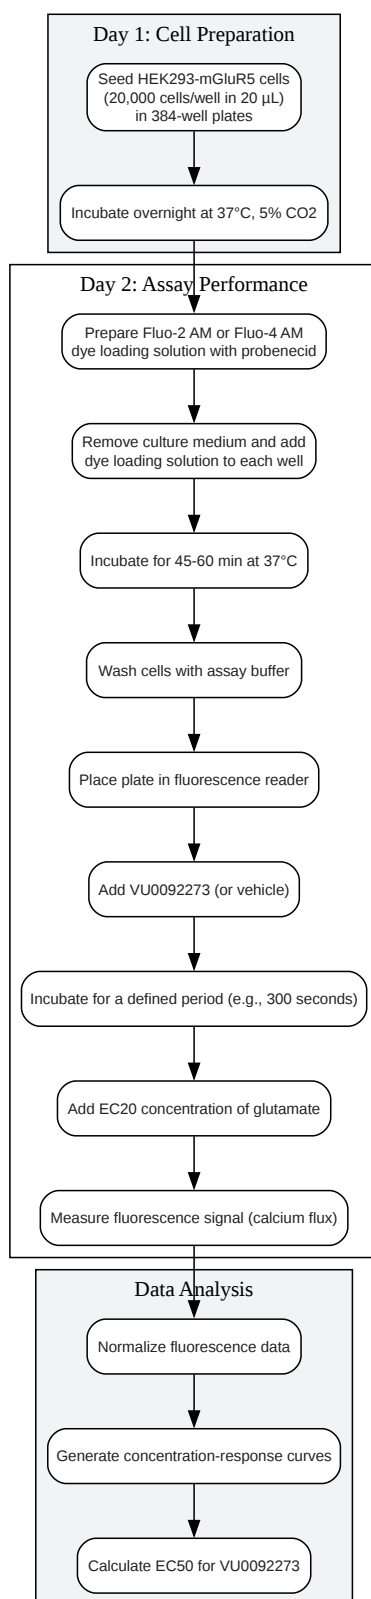 Day 1: Cell Preparation
Seed HEK293-mGluR5 cells
(20,000 cells/well in 20 µL)
in 384-well plates
Incubate overnight at 37°C, 5% CO2
Day 2: Assay Performance
Prepare Fluo-2 AM or Fluo-4 AM
dye loading solution with probenecid
Remove culture medium and add
dye loading solution to each well
Incubate for 45-60 min at 37°C
Wash cells with assay buffer
Place plate in fluorescence reader
Add VU0092273 (or vehicle)
Incubate for a defined period (e.g., 300 seconds)
Add EC20 concentration of glutamate
Measure fluorescence signal (calcium flux)
Data Analysis
Normalize fluorescence data
Generate concentration-response curves
Calculate EC50 for VU0092273